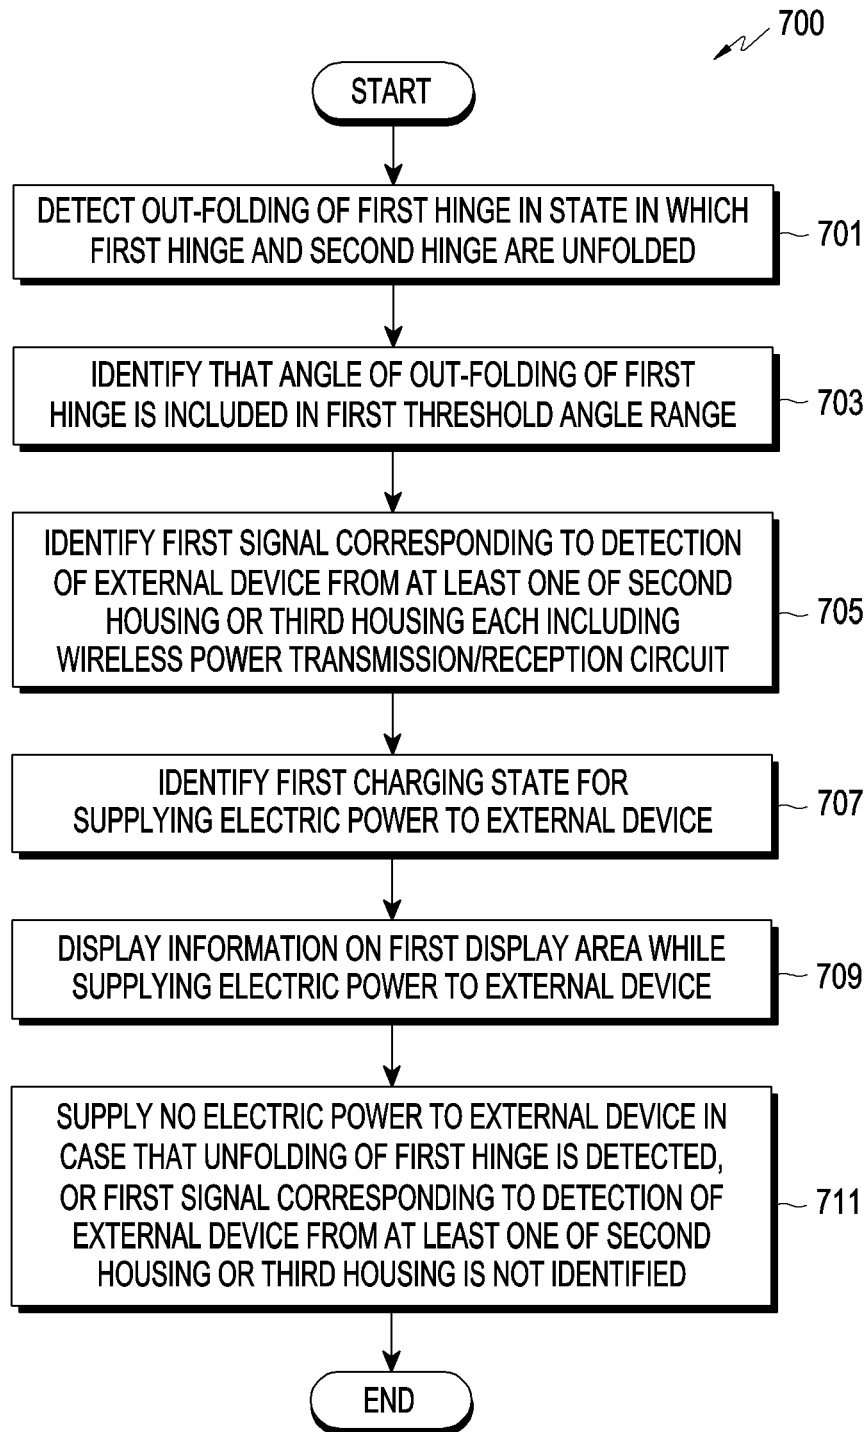 700
START
DETECT OUT-FOLDING OF FIRST HINGE IN STATE IN WHICH
FIRST HINGE AND SECOND HINGE ARE UNFOLDED
701
IDENTIFY THAT ANGLE OF OUT-FOLDING OF FIRST
HINGE IS INCLUDED IN FIRST THRESHOLD ANGLE RANGE
703
IDENTIFY FIRST SIGNAL CORRESPONDING TO DETECTION
OF EXTERNAL DEVICE FROM AT LEAST ONE OF SECOND
HOUSING OR THIRD HOUSING EACH INCLUDING
WIRELESS POWER TRANSMISSION/RECEPTION CIRCUIT
705
IDENTIFY FIRST CHARGING STATE FOR
SUPPLYING ELECTRIC POWER TO EXTERNAL DEVICE
707
DISPLAY INFORMATION ON FIRST DISPLAY AREA WHILE
SUPPLYING ELECTRIC POWER TO EXTERNAL DEVICE
709
SUPPLY NO ELECTRIC POWER TO EXTERNAL DEVICE IN
CASE THAT UNFOLDING OF FIRST HINGE IS DETECTED,
OR FIRST SIGNAL CORRESPONDING TO DETECTION OF
EXTERNAL DEVICE FROM AT LEAST ONE OF SECOND
HOUSING OR THIRD HOUSING IS NOT IDENTIFIED
711
END